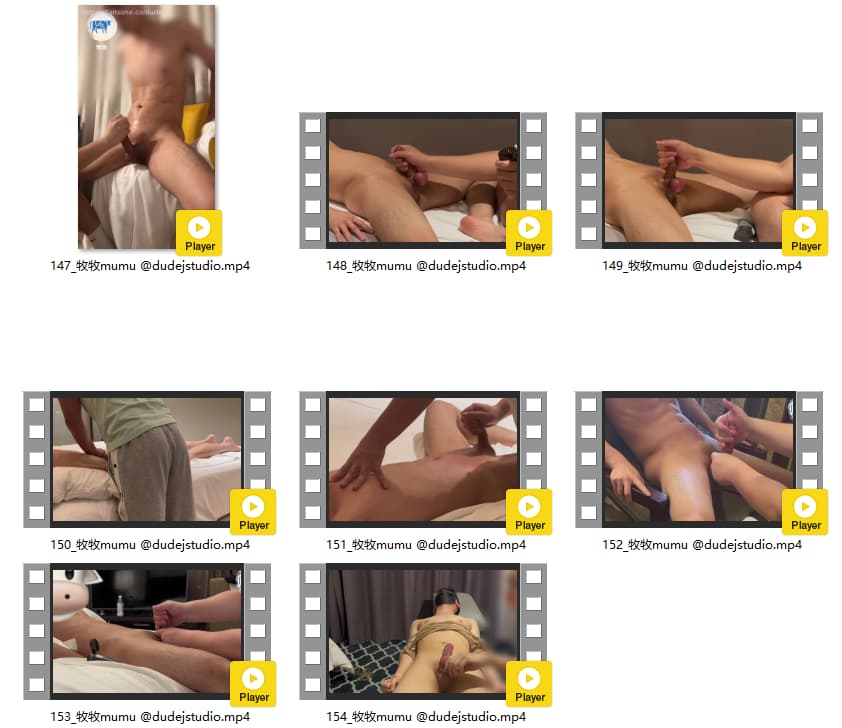 Player
147_牧牧mumu @dudejstudio.mp4
Player
148_牧牧mumu @dudejstudio.mp4
Player
149_牧牧mumu @dudejstudio.mp4
Player
150_牧牧mumu @dudejstudio.mp4
Player
151_牧牧mumu @dudejstudio.mp4
Player
152_牧牧mumu @dudejstudio.mp4
Player
153_牧牧mumu @dudejstudio.mp4
Player
154_牧牧mumu @dudejstudio.mp4